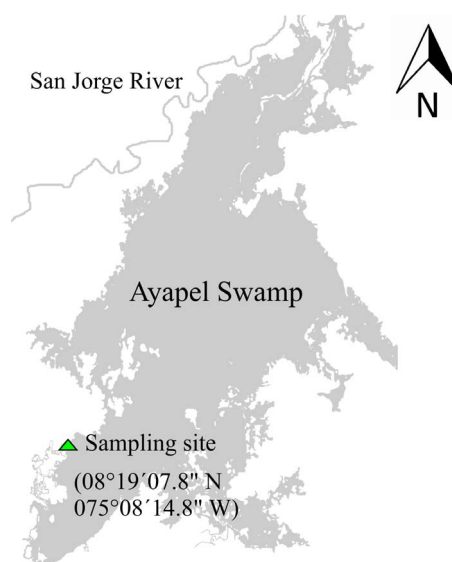 San Jorge River
N
Ayapel Swamp
Sampling site
(08°19´07.8" N
075°08´14.8" W)